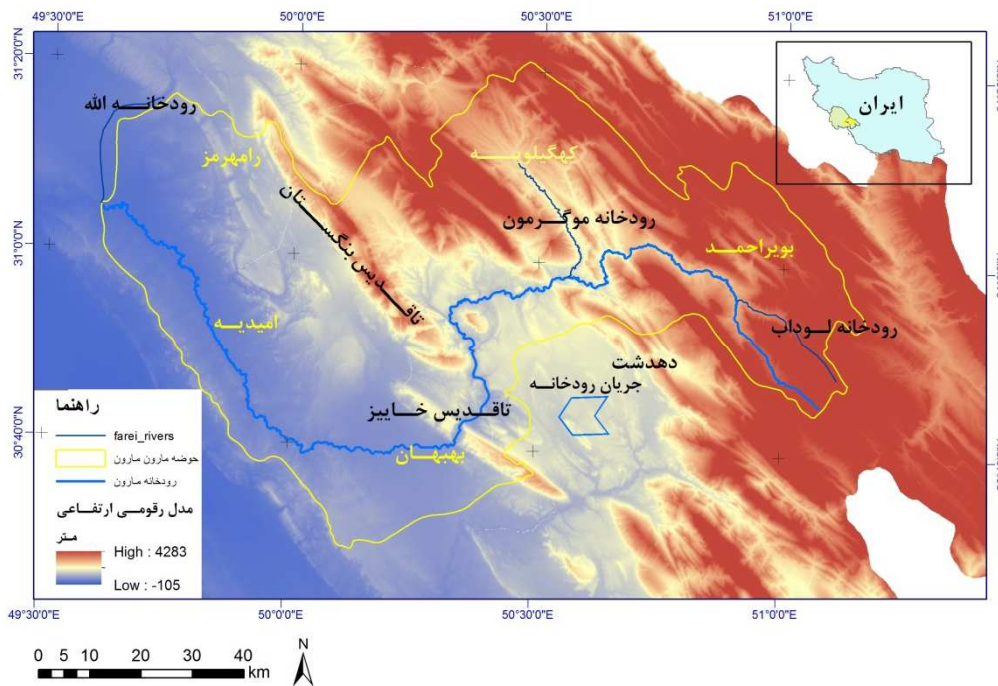 49°30'0"E
50°00'0"E
50°30'0"E
51°0'0"E
31°20'0"N
31°0'0"N
30°40'0"N
ایران
رودخانه الله
رامهرمز
کهگیلویه
تاقدیس بنگستان
رودخانه موگرمون
بویراحمد
امیدیه
رودخانه لوداب
دهدشت
جریان رودخانه
تاقدیس خاییز
بهبهان
راهنما
farei_rivers
حوضه مارون مارون
رودخانه مارون
مدل رقومی ارتفاعی
متر
High : 4283
Low : -105
49°30'0"E
50°0'0"E
50°30'0"E
51°0'0"E
0 5 10 20 30 40
km
N